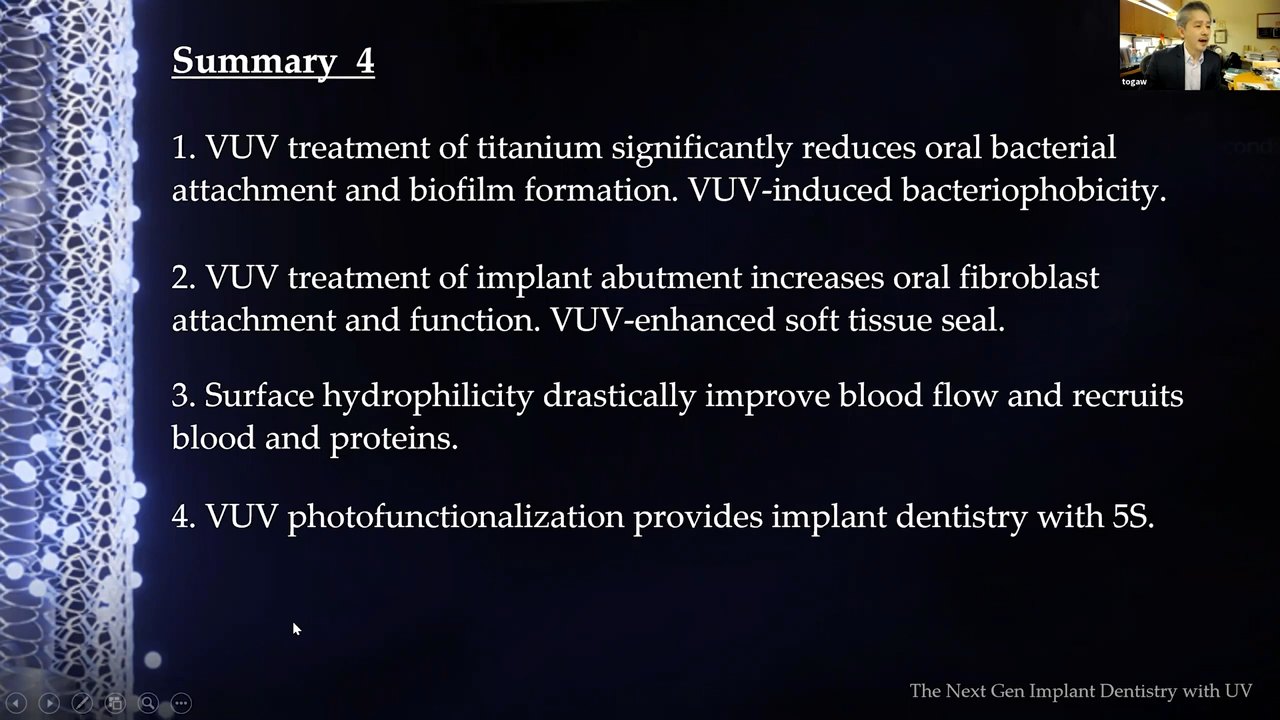 Summary 4
togaw
1. VUV treatment of titanium significantly reduces oral bacterial
attachment and biofilm formation. VUV-induced bacteriophobicity.
2. VUV treatment of implant abutment increases oral fibroblast
attachment and function. VUV-enhanced soft tissue seal.
3. Surface hydrophilicity drastically improve blood flow and recruits
blood and proteins.
4. VUV photofunctionalization provides implant dentistry with 5S.
The Next Gen Implant Dentistry with UV